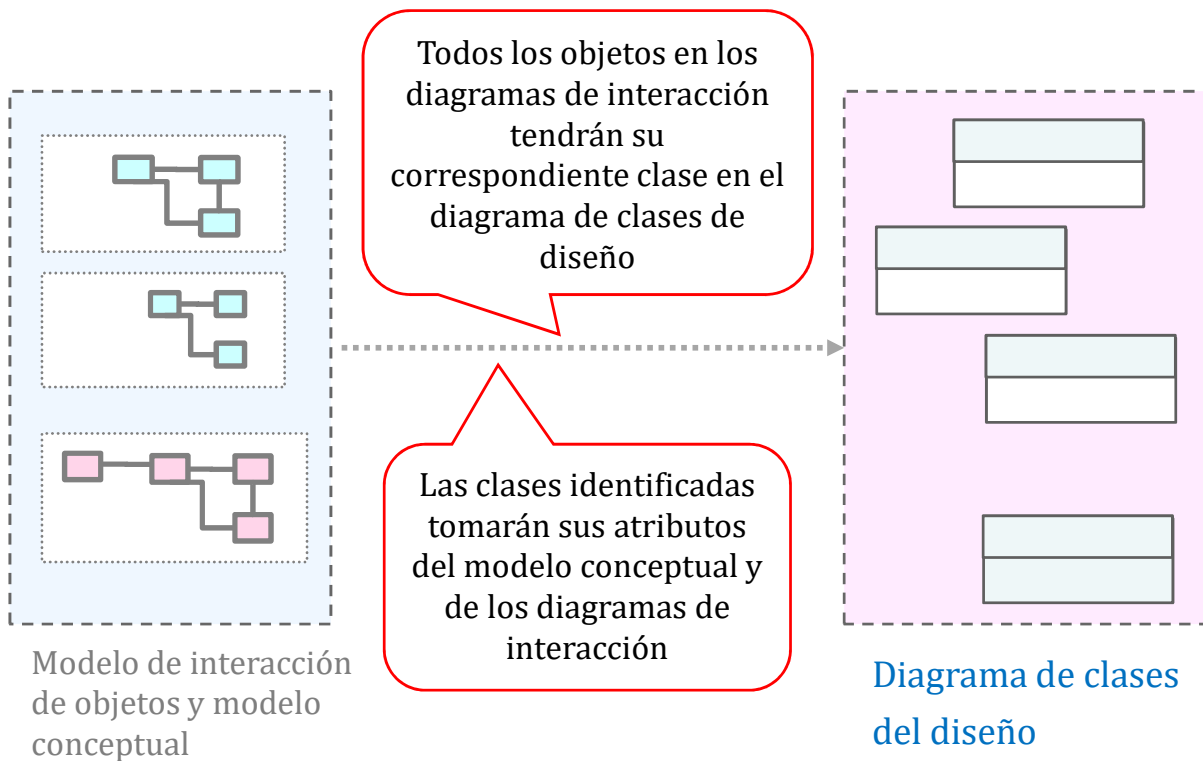 Todos los objetos en los
diagramas de interacción
tendrán su
correspondiente clase en el
diagrama de clases de
diseño
Las clases identificadas
tomarán sus atributos
del modelo conceptual y
de los diagramas de
interacción
Modelo de interacción
de objetos y modelo
conceptual
Diagrama de clases
del diseño